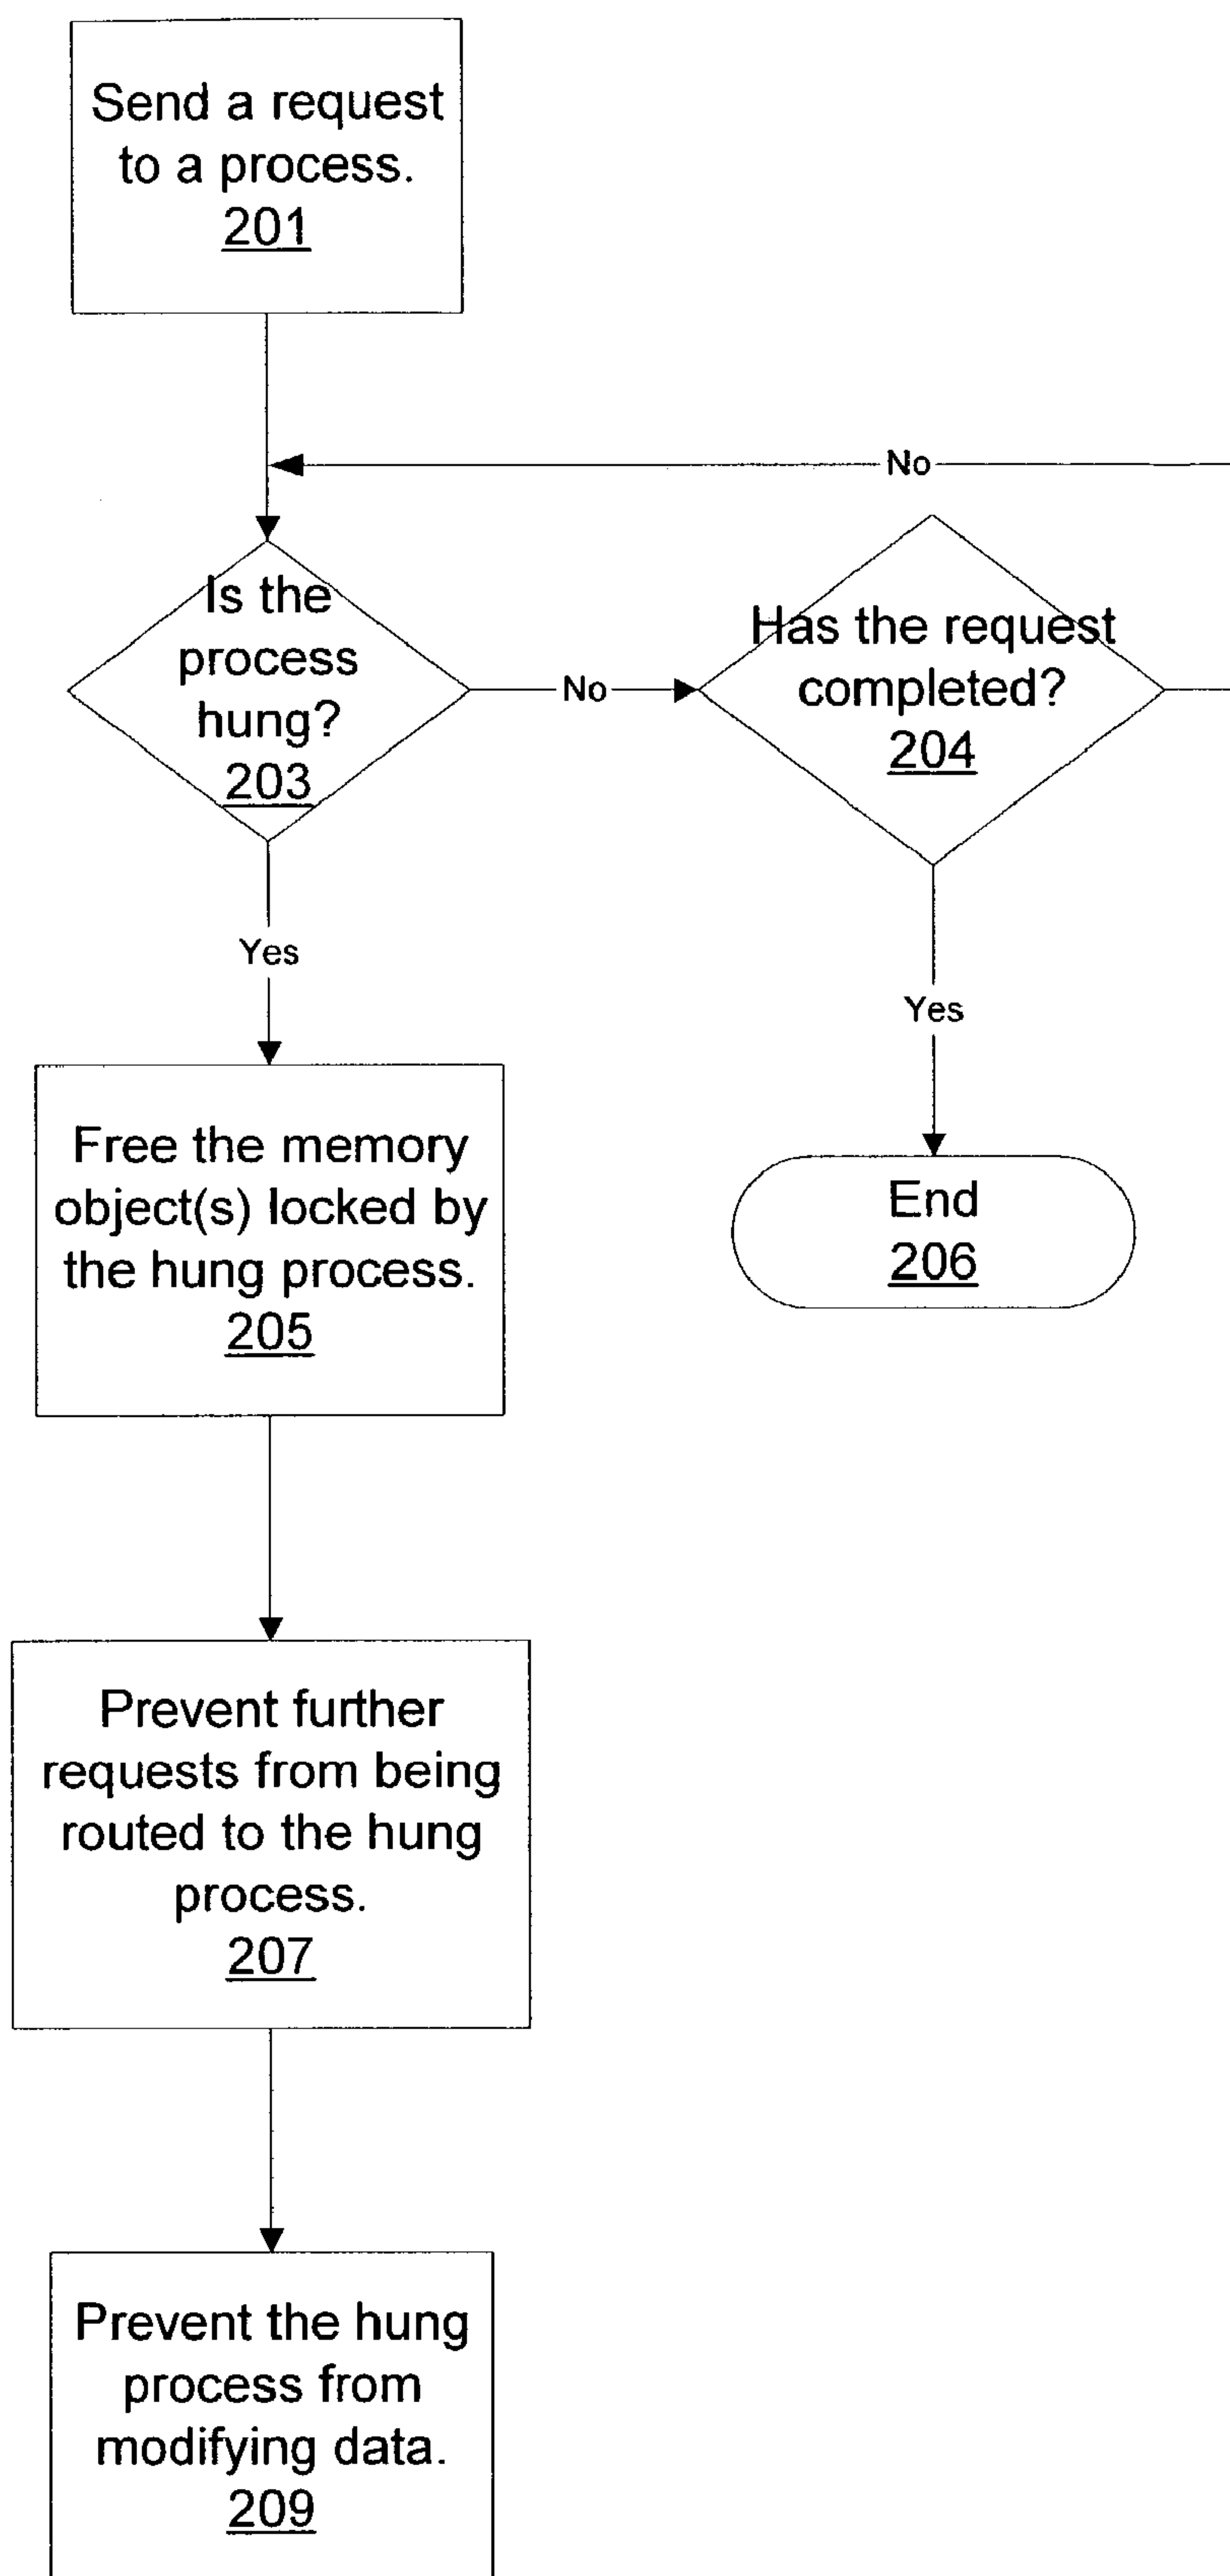 Send a request
to a process.
201
No
Is the
process
hung?
203
No
Has the request
completed?
204
Yes
Yes
Free the memory
object(s) locked by
the hung process.
205
End
206
Prevent further
requests from being
routed to the hung
process.
207
Prevent the hung
process from
modifying data.
209